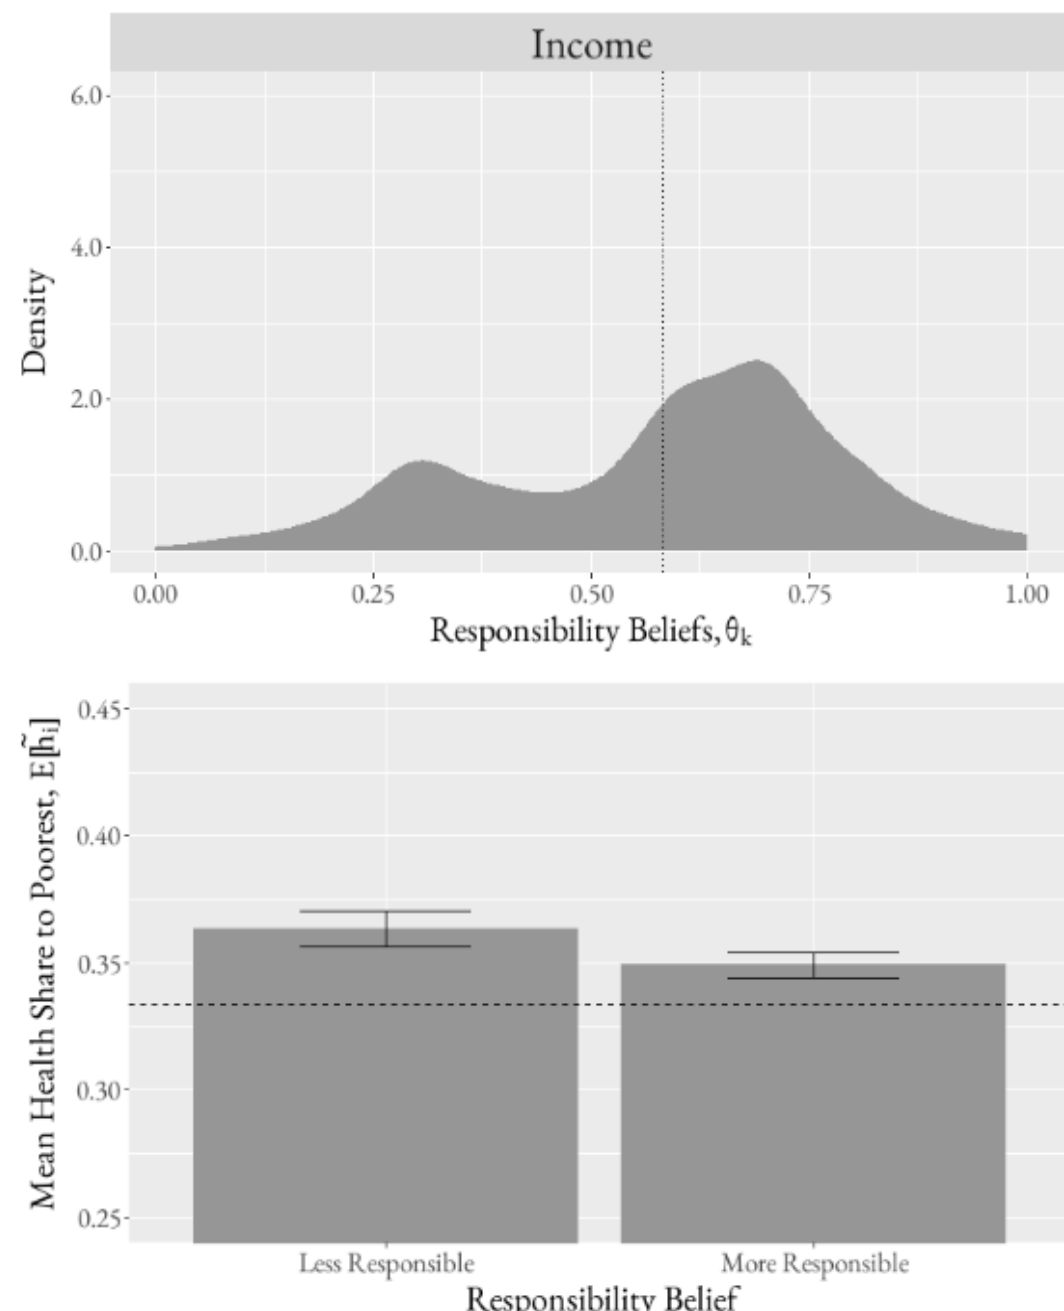 Income
6.0
4.0
2.0
0.0
Density
0.00 0.25 0.50 0.75 1.00
Responsibility Beliefs, θ̂k
0.45
0.40
0.35
0.30
0.25
Mean Health Share to Poorest, E[h̃i]
Less Responsible More Responsible
Responsibility Belief